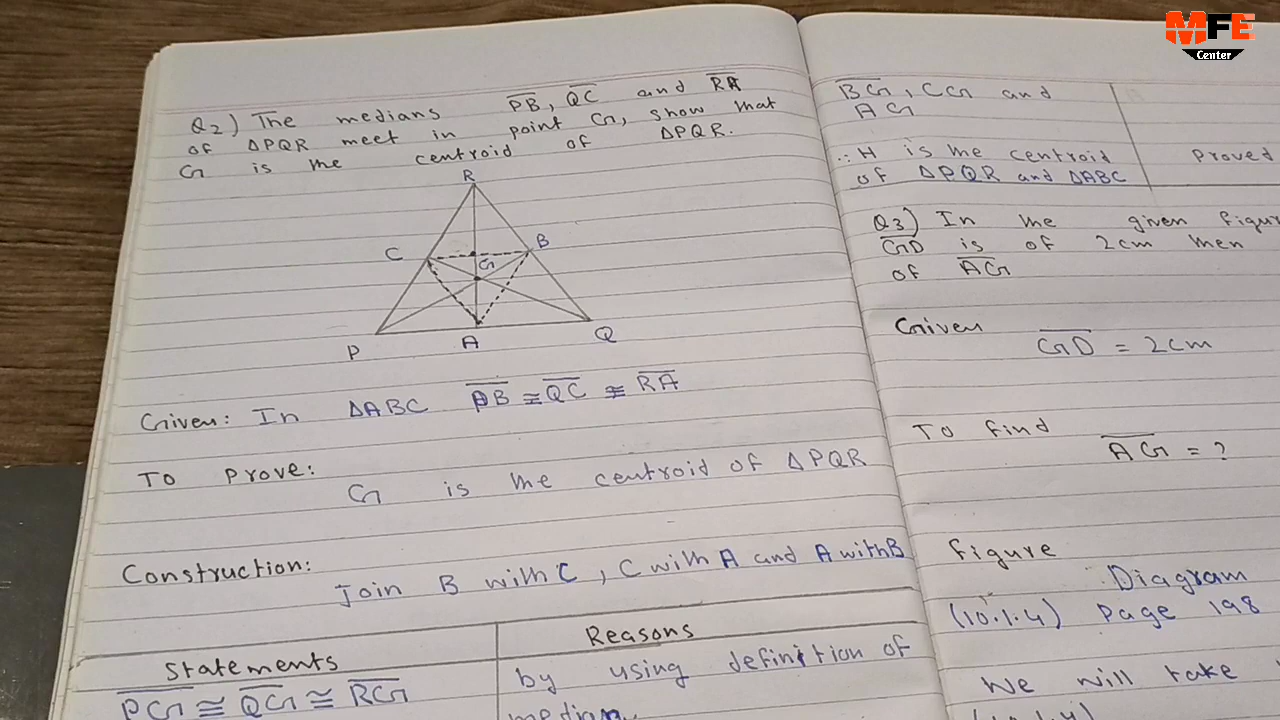 Q2) The medians PB, QC and RA
of ΔPQR meet in point G, show that
G is the centroid of ΔPQR.
R
C
B
G
P
A
Q
Given: In ΔABC PB ≅ QC ≅ RA
To Prove:
G is the centroid of ΔPQR
Construction:
Join B with C, C with A and A with B
Statements
Reasons
PG ≅ QG ≅ RG
by using definition of
median
BG, CG and
AG
∴ H is the centroid
of ΔPQR and ΔABC
Proved
Q3) In the given figu
GD is of 2cm then
of AG
Given
GD = 2cm
To find
AG = ?
figure
Diagram
(10.1.4) Page 198
We will take
(10.1.4)
MFE
Center